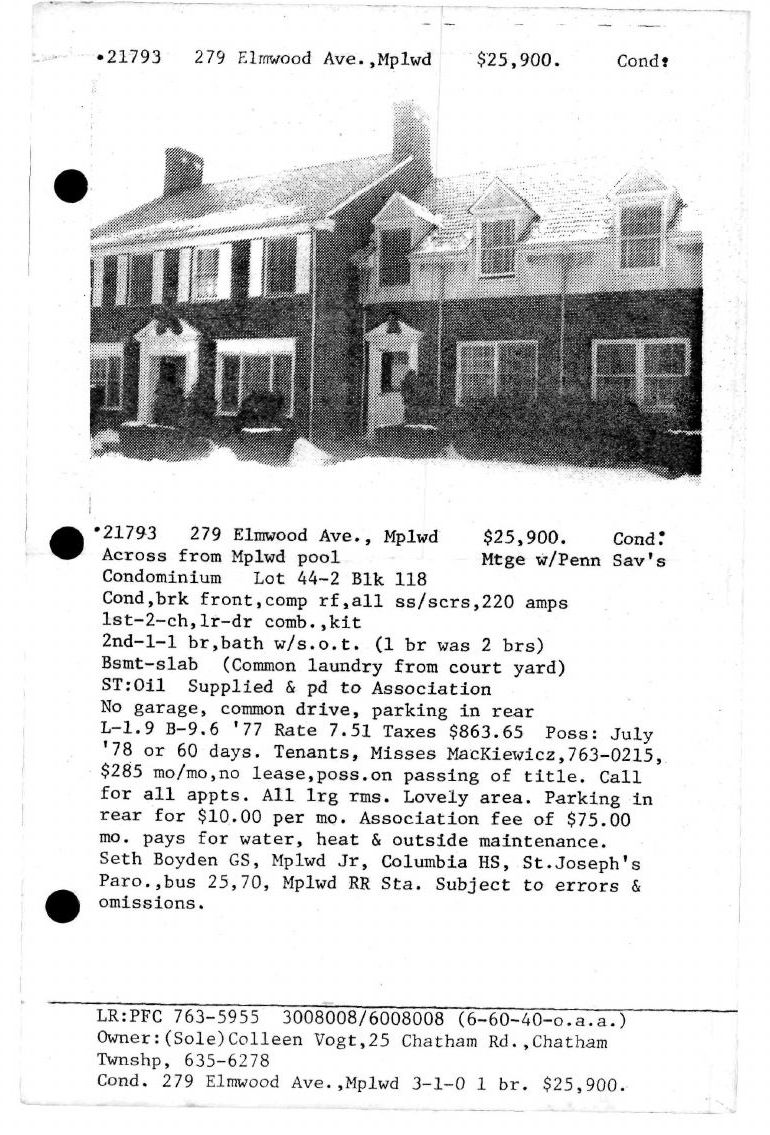 •21793 279 Elmwood Ave.,Mplwd $25,900. Cond:
•21793 279 Elmwood Ave., Mplwd $25,900. Cond:
Across from Mplwd pool Mtge w/Penn Sav's
Condominium Lot 44-2 Blk 118
Cond,brk front,comp rf,all ss/scrs,220 amps
1st-2-ch,lr-dr comb.,kit
2nd-1-1 br,bath w/s.o.t. (1 br was 2 brs)
Bsmt-slab (Common laundry from court yard)
ST:Oil Supplied & pd to Association
No garage, common drive, parking in rear
L-1.9 B-9.6 '77 Rate 7.51 Taxes $863.65 Poss: July
'78 or 60 days. Tenants, Misses MacKiewicz,763-0215,
$285 mo/mo,no lease,poss.on passing of title. Call
for all appts. All lrg rms. Lovely area. Parking in
rear for $10.00 per mo. Association fee of $75.00
mo. pays for water, heat & outside maintenance.
Seth Boyden GS, Mplwd Jr, Columbia HS, St.Joseph's
Paro.,bus 25,70, Mplwd RR Sta. Subject to errors &
omissions.
LR:PFC 763-5955 3008008/6008008 (6-60-40-o.a.a.)
Owner:(Sole)Colleen Vogt,25 Chatham Rd.,Chatham
Twnshp, 635-6278
Cond. 279 Elmwood Ave.,Mplwd 3-1-0 1 br. $25,900.